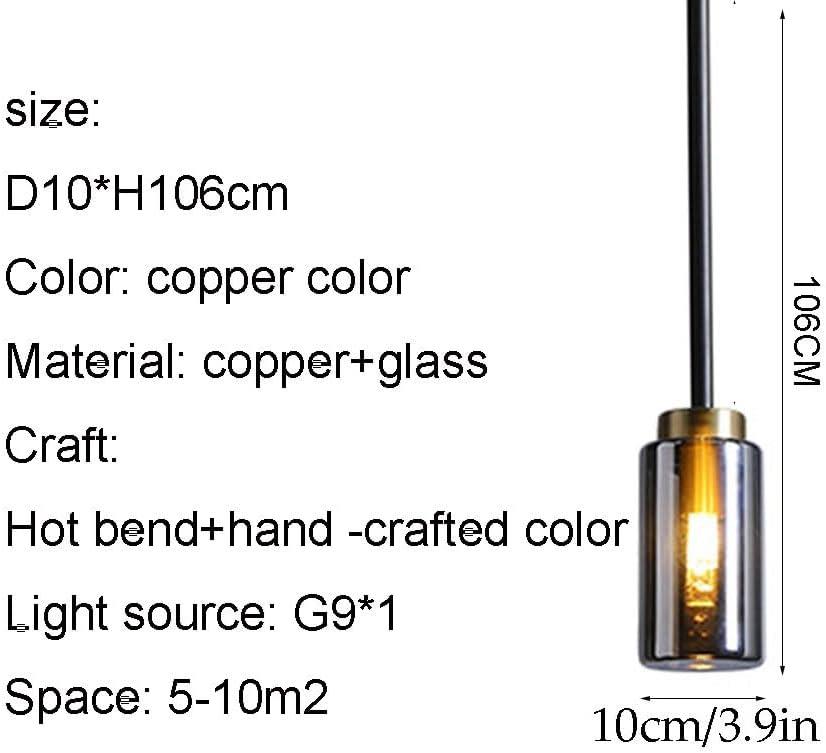 size:
D10*H106cm
Color: copper color
Material: copper+glass
Craft:
Hot bend+hand -crafted color
Light source: G9*1
Space: 5-10m2
106CM
10cm/3.9in